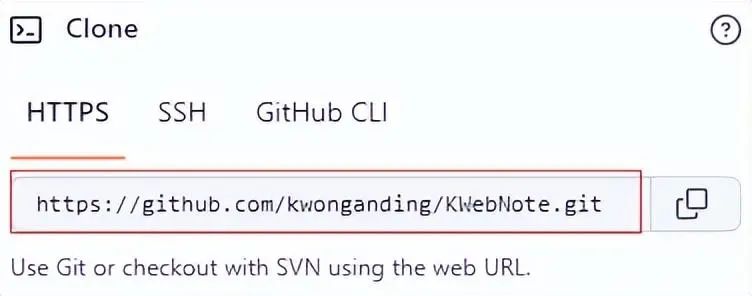 Clone
HTTPS SSH GitHub CLI
https://github.com/kwonganding/KWebNote.git
Use Git or checkout with SVN using the web URL.